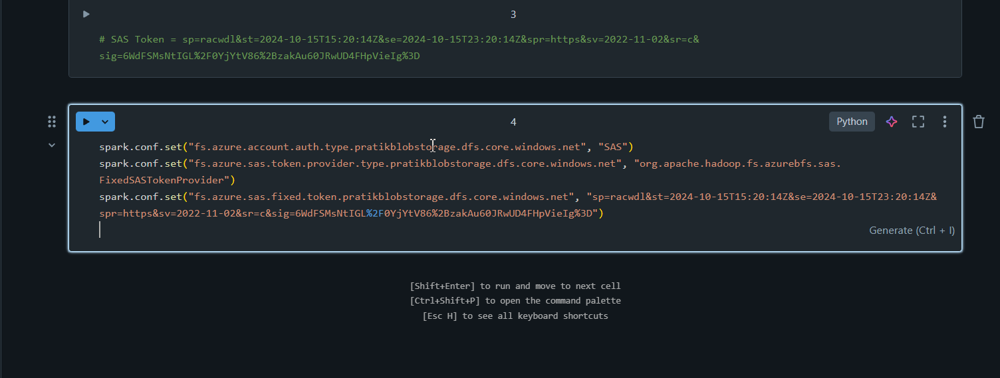 3
# SAS Token = sp=racwdl&st=2024-10-15T15:20:14Z&se=2024-10-15T23:20:14Z&spr=https&sv=2022-11-02&sr=c&
sig=6WdFSMsNtIGL%2F0YjYtV86%2BzakAu60JRwUD4FHpVieIg%3D
4
Python
spark.conf.set("fs.azure.account.auth.type.pratikblobstorage.dfs.core.windows.net", "SAS")
spark.conf.set("fs.azure.sas.token.provider.type.pratikblobstorage.dfs.core.windows.net", "org.apache.hadoop.fs.azurebfs.sas.
FixedSASTokenProvider")
spark.conf.set("fs.azure.sas.fixed.token.pratikblobstorage.dfs.core.windows.net", "sp=racwdl&st=2024-10-15T15:20:14Z&se=2024-10-15T23:20:14Z&
spr=https&sv=2022-11-02&sr=c&sig=6WdFSMsNtIGL%2F0YjYtV86%2BzakAu60JRwUD4FHpVieIg%3D")
Generate (Ctrl + I)
[Shift+Enter] to run and move to next cell
[Ctrl+Shift+P] to open the command palette
[Esc H] to see all keyboard shortcuts